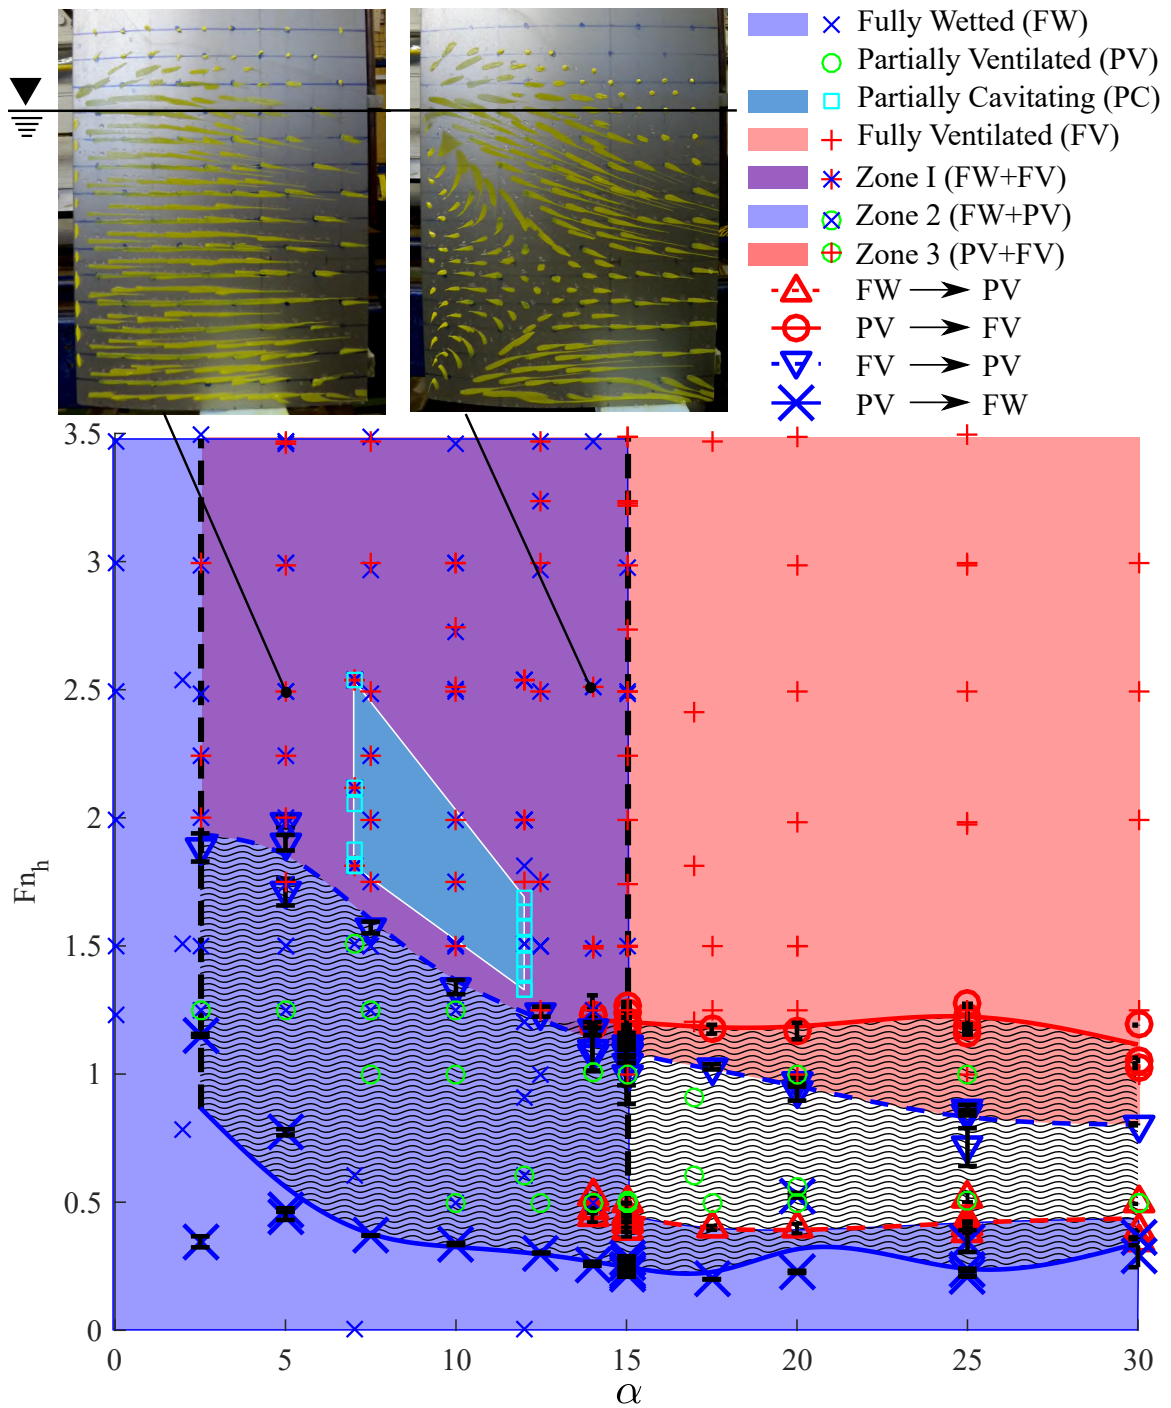 Fully Wetted (FW)
Partially Ventilated (PV)
Partially Cavitating (PC)
Fully Ventilated (FV)
Zone I (FW+FV)
Zone 2 (FW+PV)
Zone 3 (PV+FV)
FW → PV
PV → FV
FV → PV
PV → FW
3.5
3
2.5
2
1.5
1
0.5
0
Fn_h
0 5 10 15 20 25 30
α